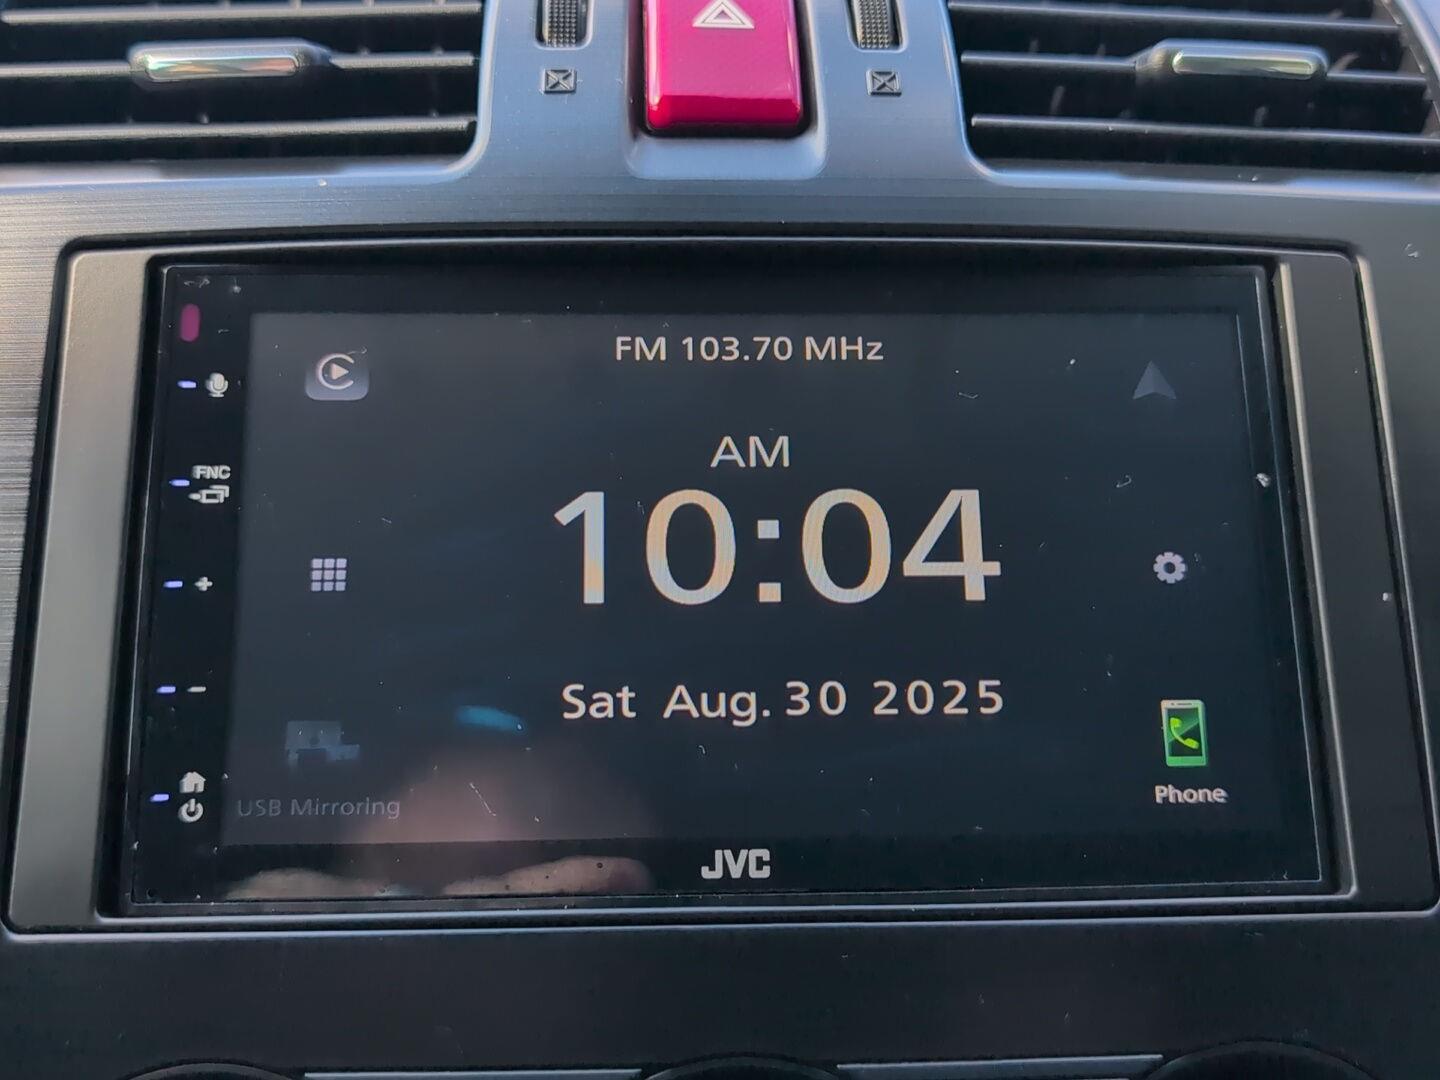 FM 103.70 MHz
FNC
AM
10:04
Sat Aug. 30 2025
USB Mirroring
Phone
JVC